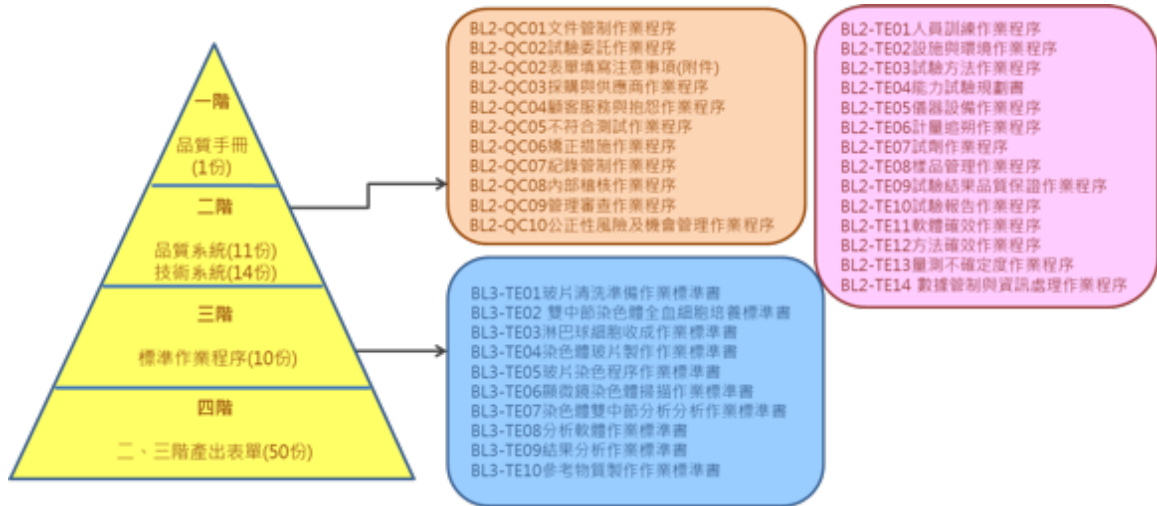 一階
品質手冊
(1份)
二階
品質系統(11份)
技術系統(14份)
三階
標準作業程序(10份)
四階
二、三階產出表單(50份)
BL2-QC01文件管制作業程序
BL2-QC02試驗委託作業程序
BL2-QC02表單填寫注意事項(附件)
BL2-QC03採購與供應商作業程序
BL2-QC04顧客服務與抱怨作業程序
BL2-QC05不符合測試作業程序
BL2-QC06矯正措施作業程序
BL2-QC07紀錄管制作業程序
BL2-QC08內部稽核作業程序
BL2-QC09管理審查作業程序
BL2-QC10公正性風險及機會管理作業程序
BL2-TE01人員訓練作業程序
BL2-TE02設施與環境作業程序
BL2-TE03試驗方法作業程序
BL2-TE04能力試驗規劃書
BL2-TE05儀器設備作業程序
BL2-TE06計量追朔作業程序
BL2-TE07試劑作業程序
BL2-TE08樣品管理作業程序
BL2-TE09試驗結果品質保證作業程序
BL2-TE10試驗報告作業程序
BL2-TE11軟體確效作業程序
BL2-TE12方法確效作業程序
BL2-TE13量測不確定度作業程序
BL2-TE14 數據管制與資訊處理作業程序
BL3-TE01玻片清洗準備作業標準書
BL3-TE02 雙中節染色體全血細胞培養標準書
BL3-TE03淋巴球細胞收成作業標準書
BL3-TE04染色體玻片製作作業標準書
BL3-TE05玻片染色程序作業標準書
BL3-TE06顯微鏡染色體掃描作業標準書
BL3-TE07染色體雙中節分析分析作業標準書
BL3-TE08分析軟體作業標準書
BL3-TE09結果分析作業標準書
BL3-TE10參考物質製作作業標準書